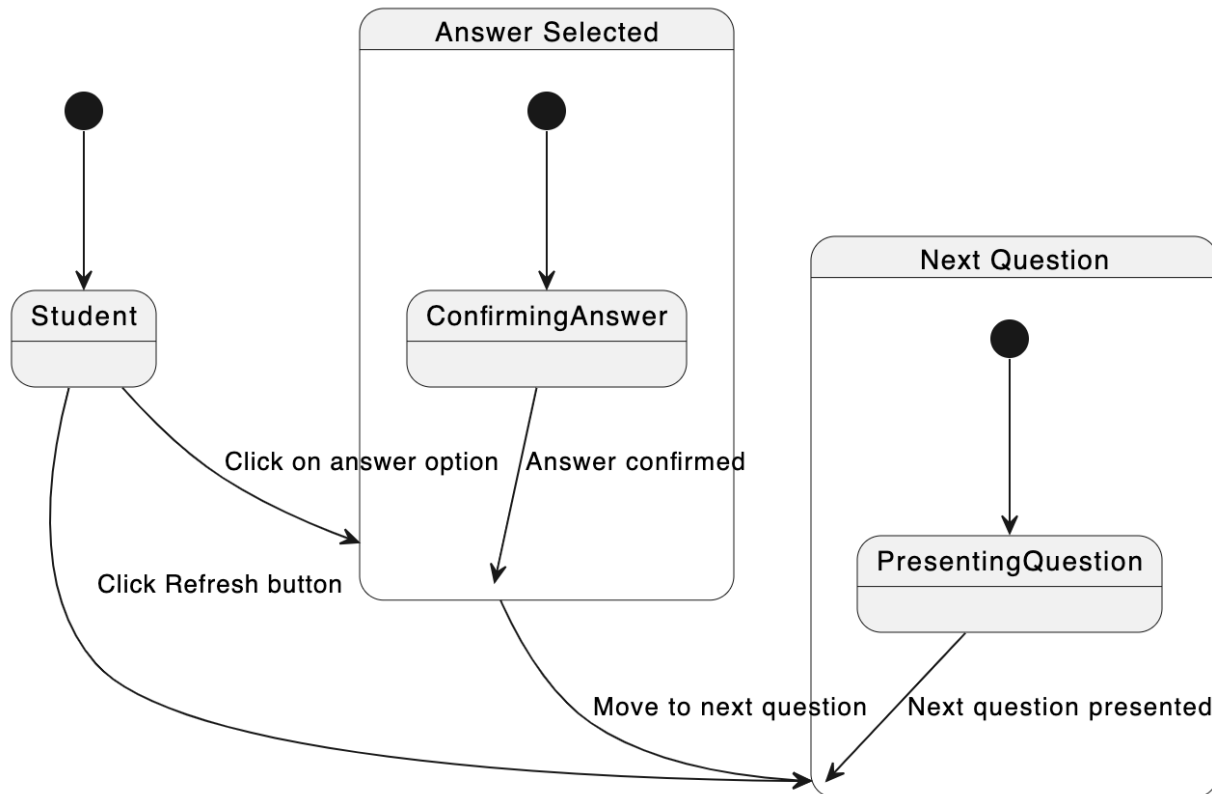 Answer Selected
Next Question
Student
ConfirmingAnswer
PresentingQuestion
Click on answer option
Answer confirmed
Click Refresh button
Move to next question
Next question presented